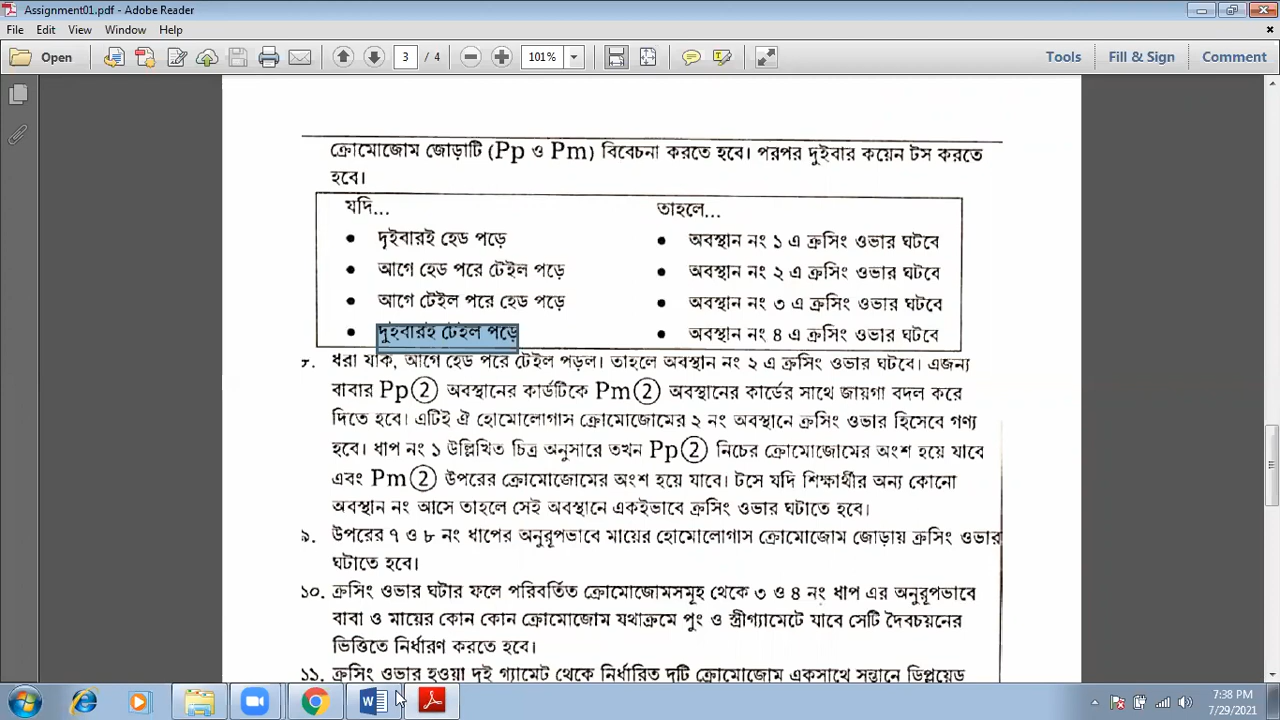 Assignment01.pdf - Adobe Reader
File Edit View Window Help
Open 3 / 4 101% Tools Fill & Sign Comment
ক্রোমোজোম জোড়াটি (Pp ও Pm) বিবেচনা করতে হবে। পরপর দুইবার কয়েন টস করতে
হবে।
যদি... তাহলে...
• দুইবারই হেড পড়ে • অবস্থান নং ১ এ ক্রসিং ওভার ঘটবে
• আগে হেড পরে টেইল পড়ে • অবস্থান নং ২ এ ক্রসিং ওভার ঘটবে
• আগে টেইল পরে হেড পড়ে • অবস্থান নং ৩ এ ক্রসিং ওভার ঘটবে
• দুইবারই টেইল পড়ে • অবস্থান নং ৪ এ ক্রসিং ওভার ঘটবে
৮. ধরা যাক, আগে হেড পরে টেইল পড়ল। তাহলে অবস্থান নং ২ এ ক্রসিং ওভার ঘটবে। এজন্য
বাবার Pp② অবস্থানের কার্ডটিকে Pm② অবস্থানের কার্ডের সাথে জায়গা বদল করে
দিতে হবে। এটিই ঐ হোমোলোগাস ক্রোমোজোমের ২ নং অবস্থানে ক্রসিং ওভার হিসেবে গণ্য
হবে। ধাপ নং ১ উল্লিখিত চিত্র অনুসারে তখন Pp② নিচের ক্রোমোজোমের অংশ হয়ে যাবে
এবং Pm② উপরের ক্রোমোজোমের অংশ হয়ে যাবে। টসে যদি শিক্ষার্থীর অন্য কোনো
অবস্থান নং আসে তাহলে সেই অবস্থানে একইভাবে ক্রসিং ওভার ঘটাতে হবে।
৯. উপরের ৭ ও ৮ নং ধাপের অনুরূপভাবে মায়ের হোমোলোগাস ক্রোমোজোম জোড়ায় ক্রসিং ওভার
ঘটাতে হবে।
১০. ক্রসিং ওভার ঘটার ফলে পরিবর্তিত ক্রোমোজোমসমূহ থেকে ৩ ও ৪ নং ধাপ এর অনুরূপভাবে
বাবা ও মায়ের কোন কোন ক্রোমোজোম যথাক্রমে পুং ও স্ত্রীগ্যামেটে যাবে সেটি দৈবচয়নের
ভিত্তিতে নির্ধারণ করতে হবে।
১১. ক্রসিং ওভার হওয়া দুই গ্যামেট থেকে নির্ধারিত দুটি ক্রোমোজোম একসাথে সন্তানে ডিপ্লয়েড
7:38 PM
7/29/2021